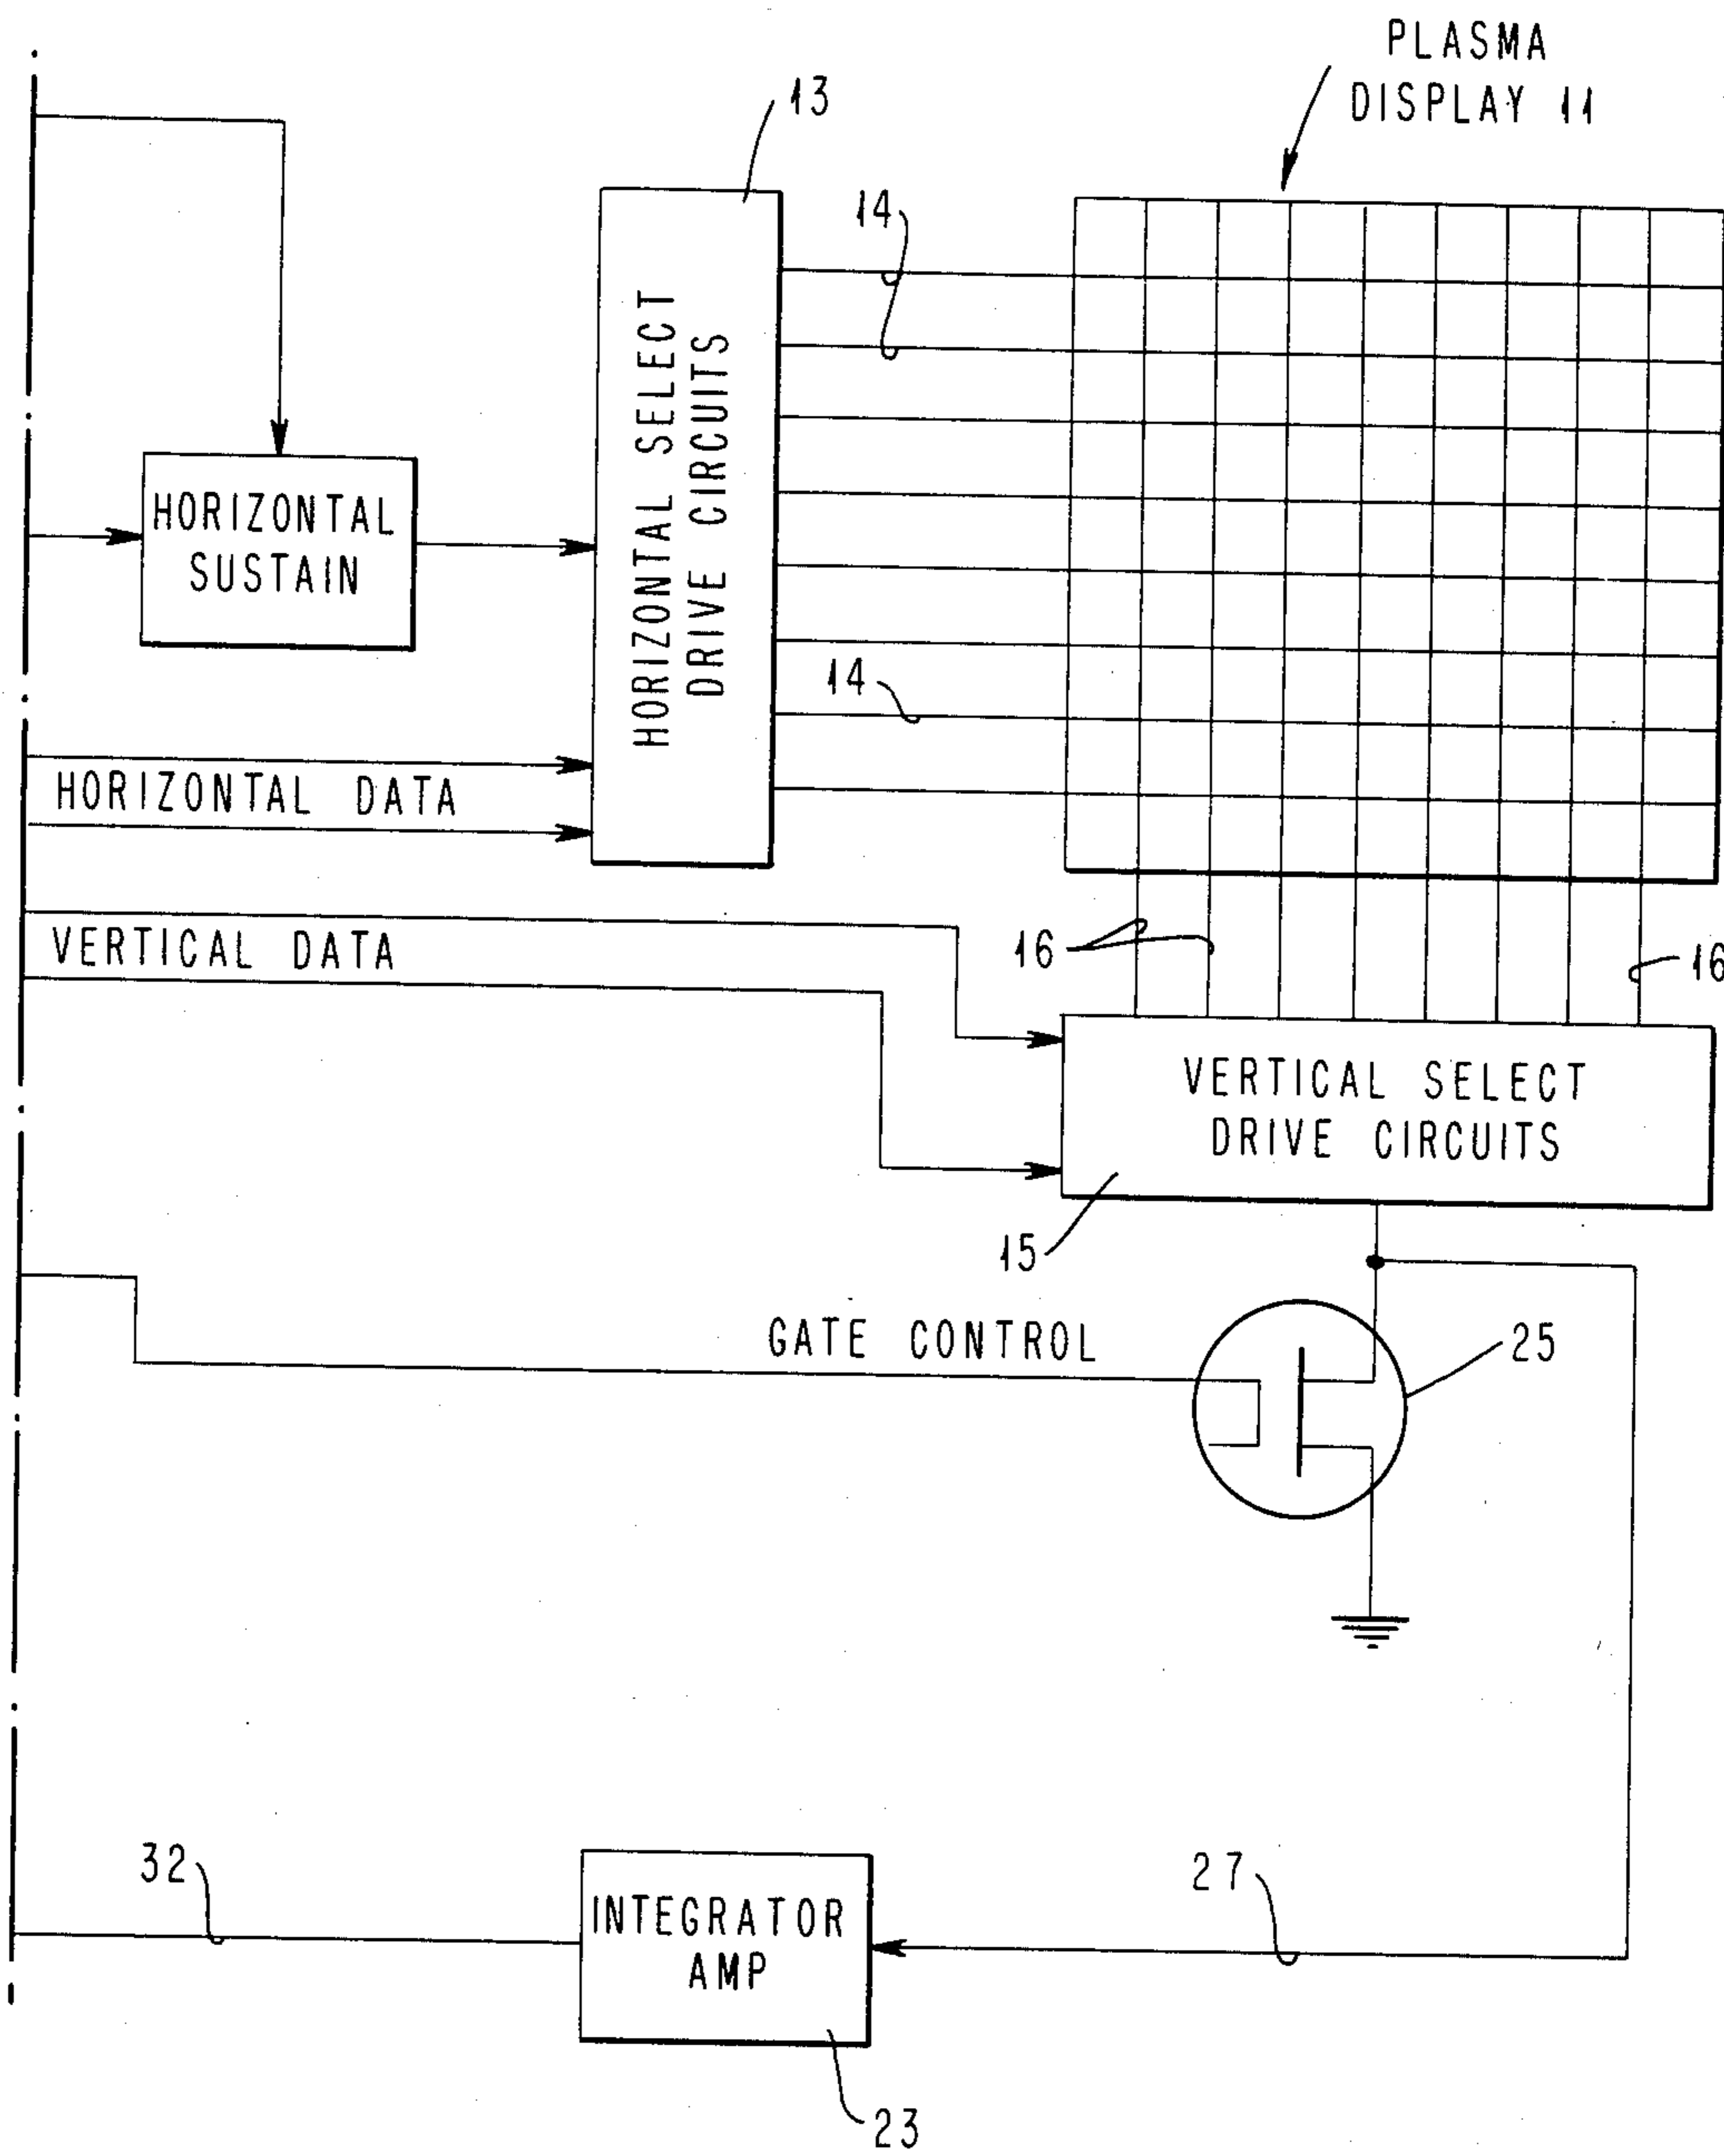 PLASMA
DISPLAY 11
13
14
HORIZONTAL SELECT
DRIVE CIRCUITS
HORIZONTAL
SUSTAIN
14
HORIZONTAL DATA
VERTICAL DATA
16
16
VERTICAL SELECT
DRIVE CIRCUITS
15
GATE CONTROL
25
32
27
INTEGRATOR
AMP
23